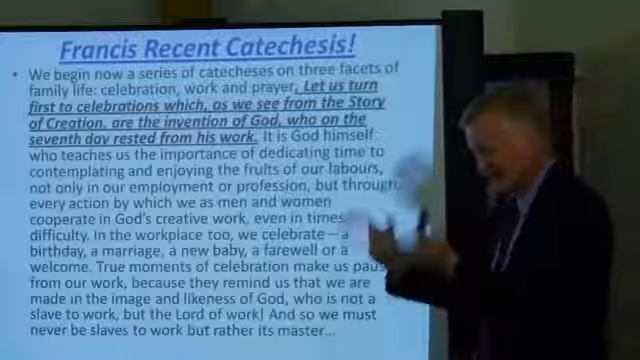 Francis Recent Catechesis!
• We begin now a series of catecheses on three facets of
family life: celebration, work and prayer. Let us turn
first to celebrations which, as we see from the Story
of Creation, are the invention of God, who on the
seventh day rested from his work. It is God himself
who teaches us the importance of dedicating time to
contemplating and enjoying the fruits of our labours,
not only in our employment or profession, but through
every action by which we as men and women
cooperate in God's creative work, even in times
difficulty. In the workplace too, we celebrate – a
birthday, a marriage, a new baby, a farewell or a
welcome. True moments of celebration make us paus
from our work, because they remind us that we are
made in the image and likeness of God, who is not a
slave to work, but the Lord of work! And so we must
never be slaves to work but rather its master...